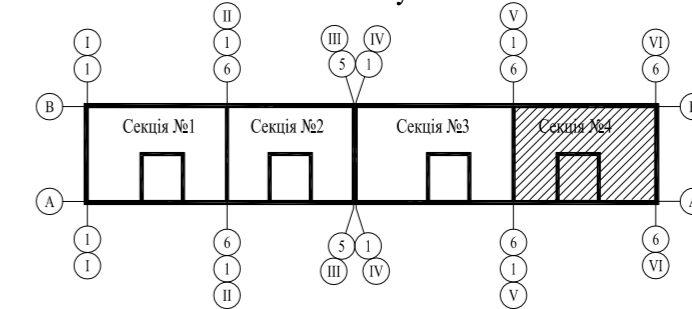 II V
I III IV VI
1 1 5 1 1 6
6 6
В
Секція №1 Секція №2 Секція №3 Секція №4
А
1 6 5 1 6 6
I 1 III IV 1 VI
II V